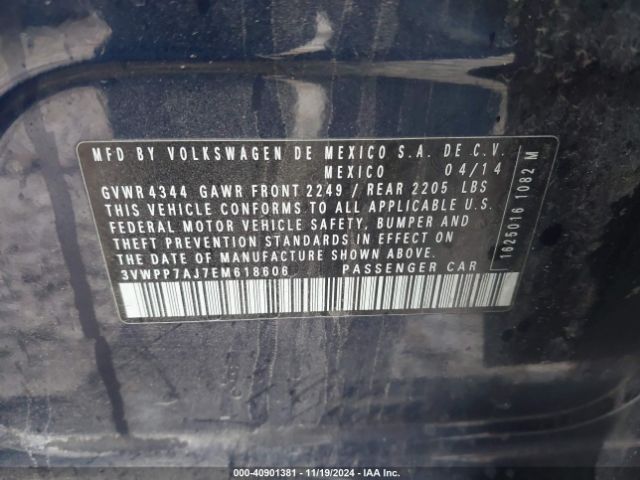 MFD BY VOLKSWAGEN DE MEXICO S.A. DE C.V.
MEXICO 04/14
GVWR 4344 GAWR FRONT 2249 / REAR 2205 LBS
THIS VEHICLE CONFORMS TO ALL APPLICABLE U.S.
FEDERAL MOTOR VEHICLE SAFETY, BUMPER AND
THEFT PREVENTION STANDARDS IN EFFECT ON
THE DATE OF MANUFACTURE SHOWN ABOVE.
3VWPP7AJ7EM618606 PASSENGER CAR
1625016 1082 M
000-40901381 - 11/19/2024 - IAA Inc.